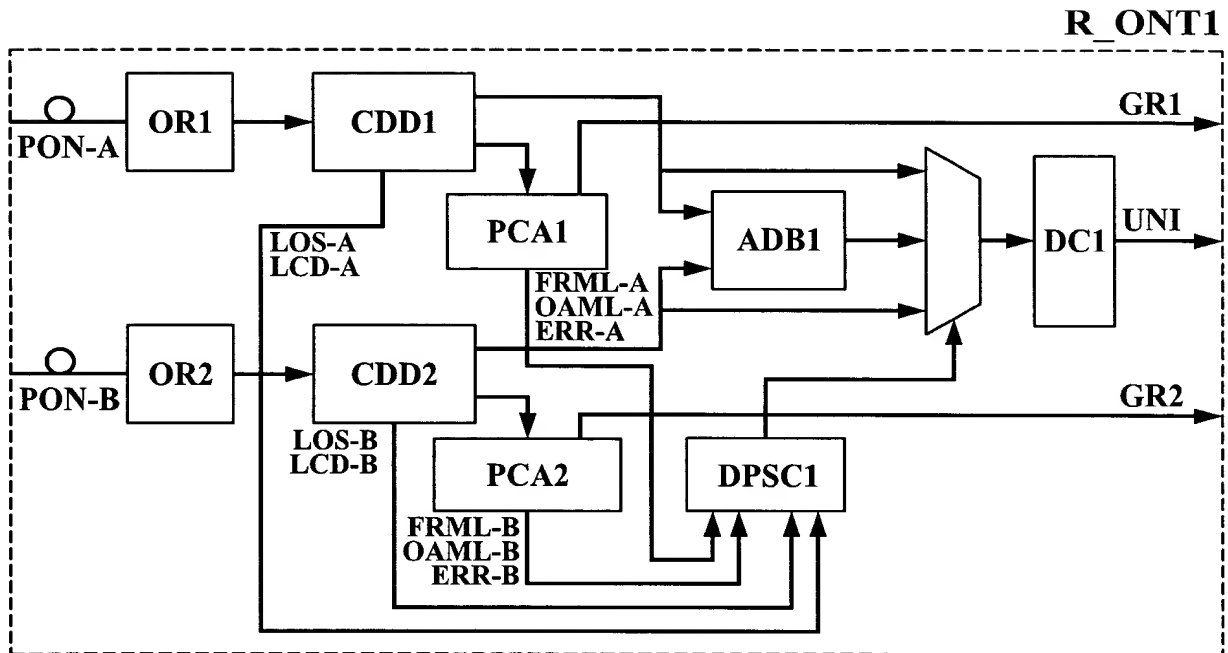 R_ONT1
PON-A
OR1
CDD1
GR1
PCA1
ADB1
DC1
UNI
LOS-A
LCD-A
FRML-A
OAML-A
ERR-A
PON-B
OR2
CDD2
GR2
LOS-B
LCD-B
PCA2
DPSC1
FRML-B
OAML-B
ERR-B